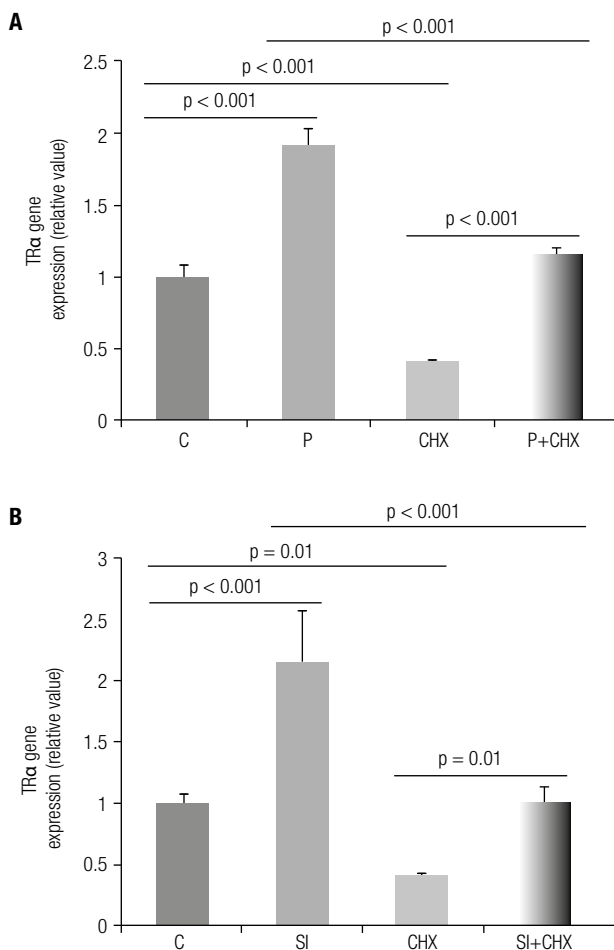 A
p < 0.001
2.5
p < 0.001
p < 0.001
2
1.5
p < 0.001
1
0.5
0
TRα gene
expression (relative value)
C P CHX P+CHX
B
p < 0.001
3
p = 0.01
p < 0.001
2.5
2
1.5
p = 0.01
1
0.5
0
TRα gene
expression (relative value)
C SI CHX SI+CHX